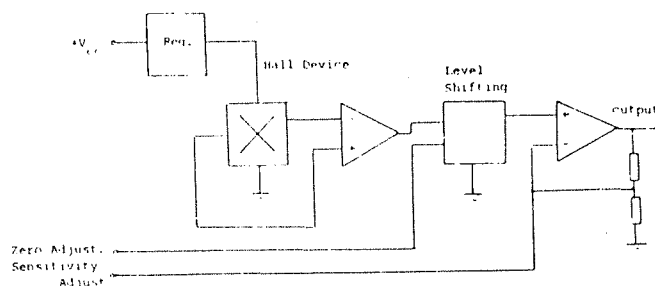 +Vcc
Reg.
Hall Device
Level
Shifting
output
-
+
+
-
Zero Adjust.
Sensitivity
Adjust